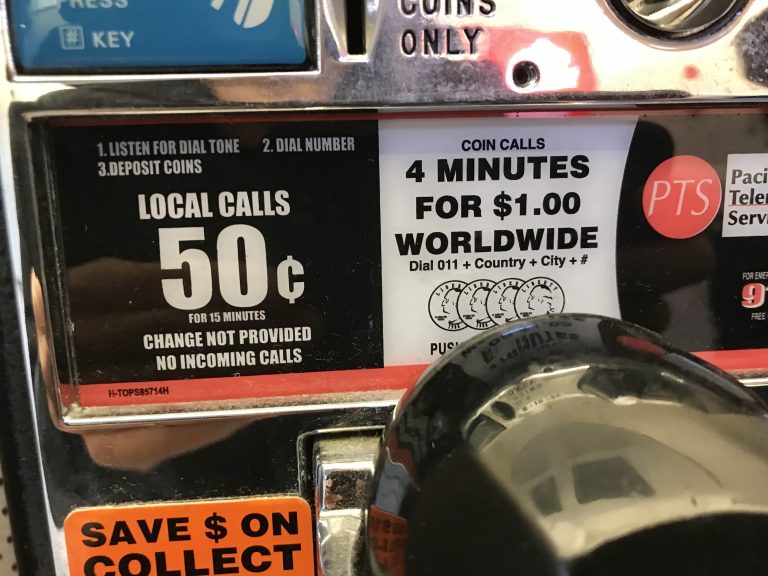 PRESS
# KEY
COINS
ONLY
1. LISTEN FOR DIAL TONE 2. DIAL NUMBER
3.DEPOSIT COINS
LOCAL CALLS
50¢
FOR 15 MINUTES
CHANGE NOT PROVIDED
NO INCOMING CALLS
H-TOPS85714H
COIN CALLS
4 MINUTES
FOR $1.00
WORLDWIDE
Dial 011 + Country + City + #
PTS
SAVE $ ON
COLLECT